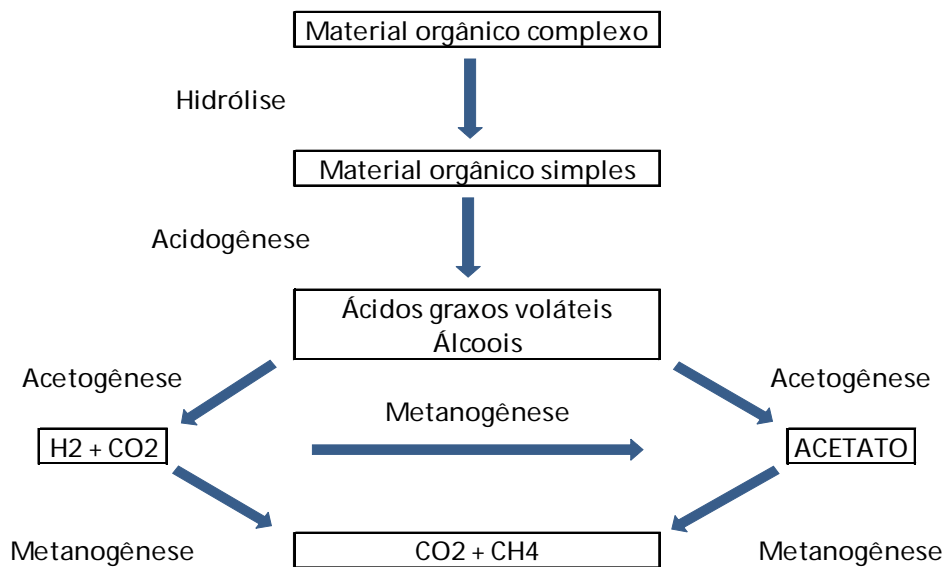 Material orgânico complexo
Hidrólise
Material orgânico simples
Acidogênese
Ácidos graxos voláteis
Álcoois
Acetogênese
Acetogênese
Metanogênese
H2 + CO2
ACETATO
Metanogênese
CO2 + CH4
Metanogênese